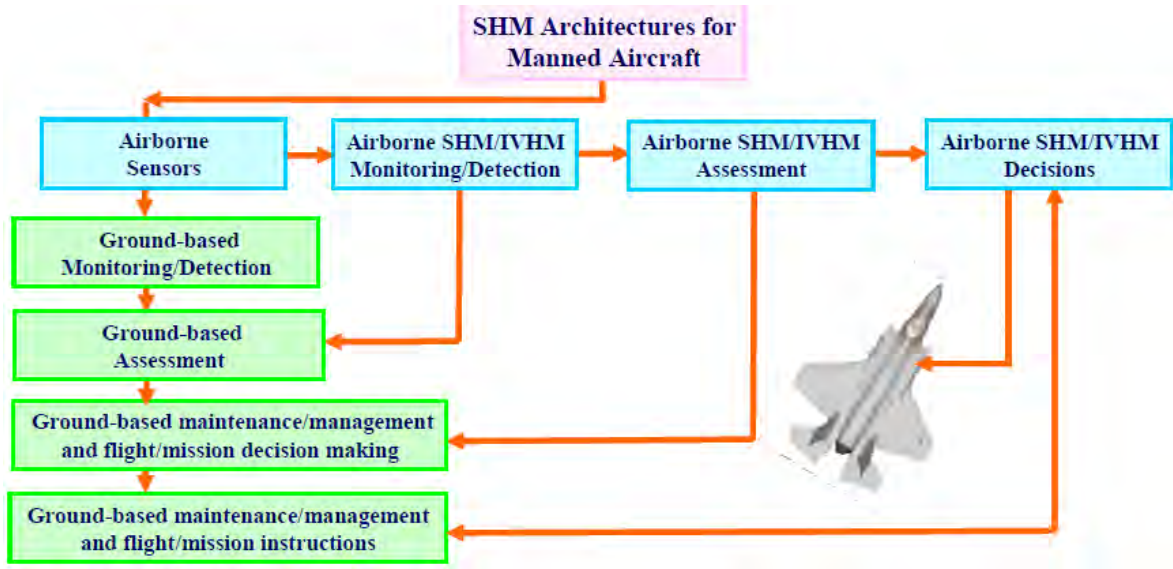 SHM Architectures for
Manned Aircraft
Airborne
Sensors
Airborne SHM/IVHM
Monitoring/Detection
Airborne SHM/IVHM
Assessment
Airborne SHM/IVHM
Decisions
Ground-based
Monitoring/Detection
Ground-based
Assessment
Ground-based maintenance/management
and flight/mission decision making
Ground-based maintenance/management
and flight/mission instructions